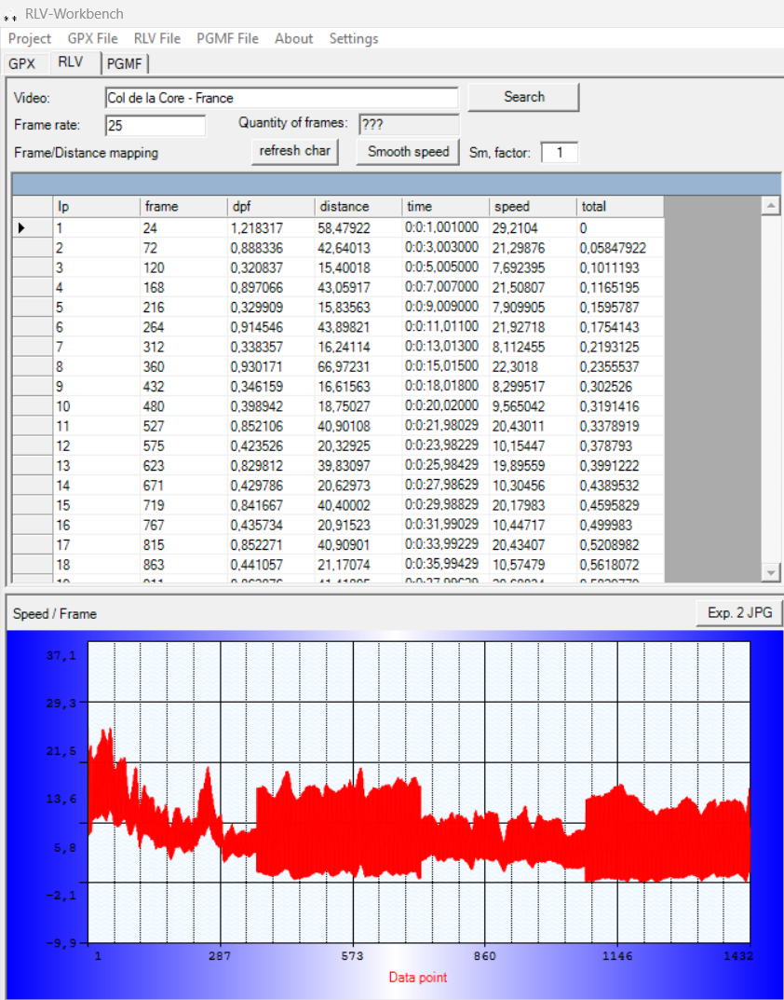 RLV-Workbench
Project GPX File RLV File PGMF File About Settings
GPX RLV PGMF
Video: Col de la Core - France Search
Frame rate: 25 Quantity of frames: ???
Frame/Distance mapping refresh char Smooth speed Sm, factor: 1
lp frame dpf distance time speed total
1 24 1,218317 58,47922 0:0:1,001000 29,2104 0
2 72 0,888336 42,64013 0:0:3,003000 21,29876 0,05847922
3 120 0,320837 15,40018 0:0:5,005000 7,692395 0,1011193
4 168 0,897066 43,05917 0:0:7,007000 21,50807 0,1165195
5 216 0,329909 15,83563 0:0:9,009000 7,909905 0,1595787
6 264 0,914546 43,89821 0:0:11,01100 21,92718 0,1754143
7 312 0,338357 16,24114 0:0:13,01300 8,112455 0,2193125
8 360 0,930171 66,97231 0:0:15,01500 22,3018 0,2355537
9 432 0,346159 16,61563 0:0:18,01800 8,299517 0,302526
10 480 0,398942 18,75027 0:0:20,02000 9,565042 0,3191416
11 527 0,852106 40,90108 0:0:21,98029 20,43011 0,3378919
12 575 0,423526 20,32925 0:0:23,98229 10,15447 0,378793
13 623 0,829812 39,83097 0:0:25,98429 19,89559 0,3991222
14 671 0,429786 20,62973 0:0:27,98629 10,30456 0,4389532
15 719 0,841667 40,40002 0:0:29,98829 20,17983 0,4595829
16 767 0,435734 20,91523 0:0:31,99029 10,44717 0,499983
17 815 0,852271 40,90901 0:0:33,99229 20,43407 0,5208982
18 863 0,441057 21,17074 0:0:35,99429 10,57479 0,5618072
Speed / Frame Exp. 2 JPG
37,1
29,3
21,5
13,6
5,8
-2,1
-9,9
1 287 573 860 1146 1432
Data point